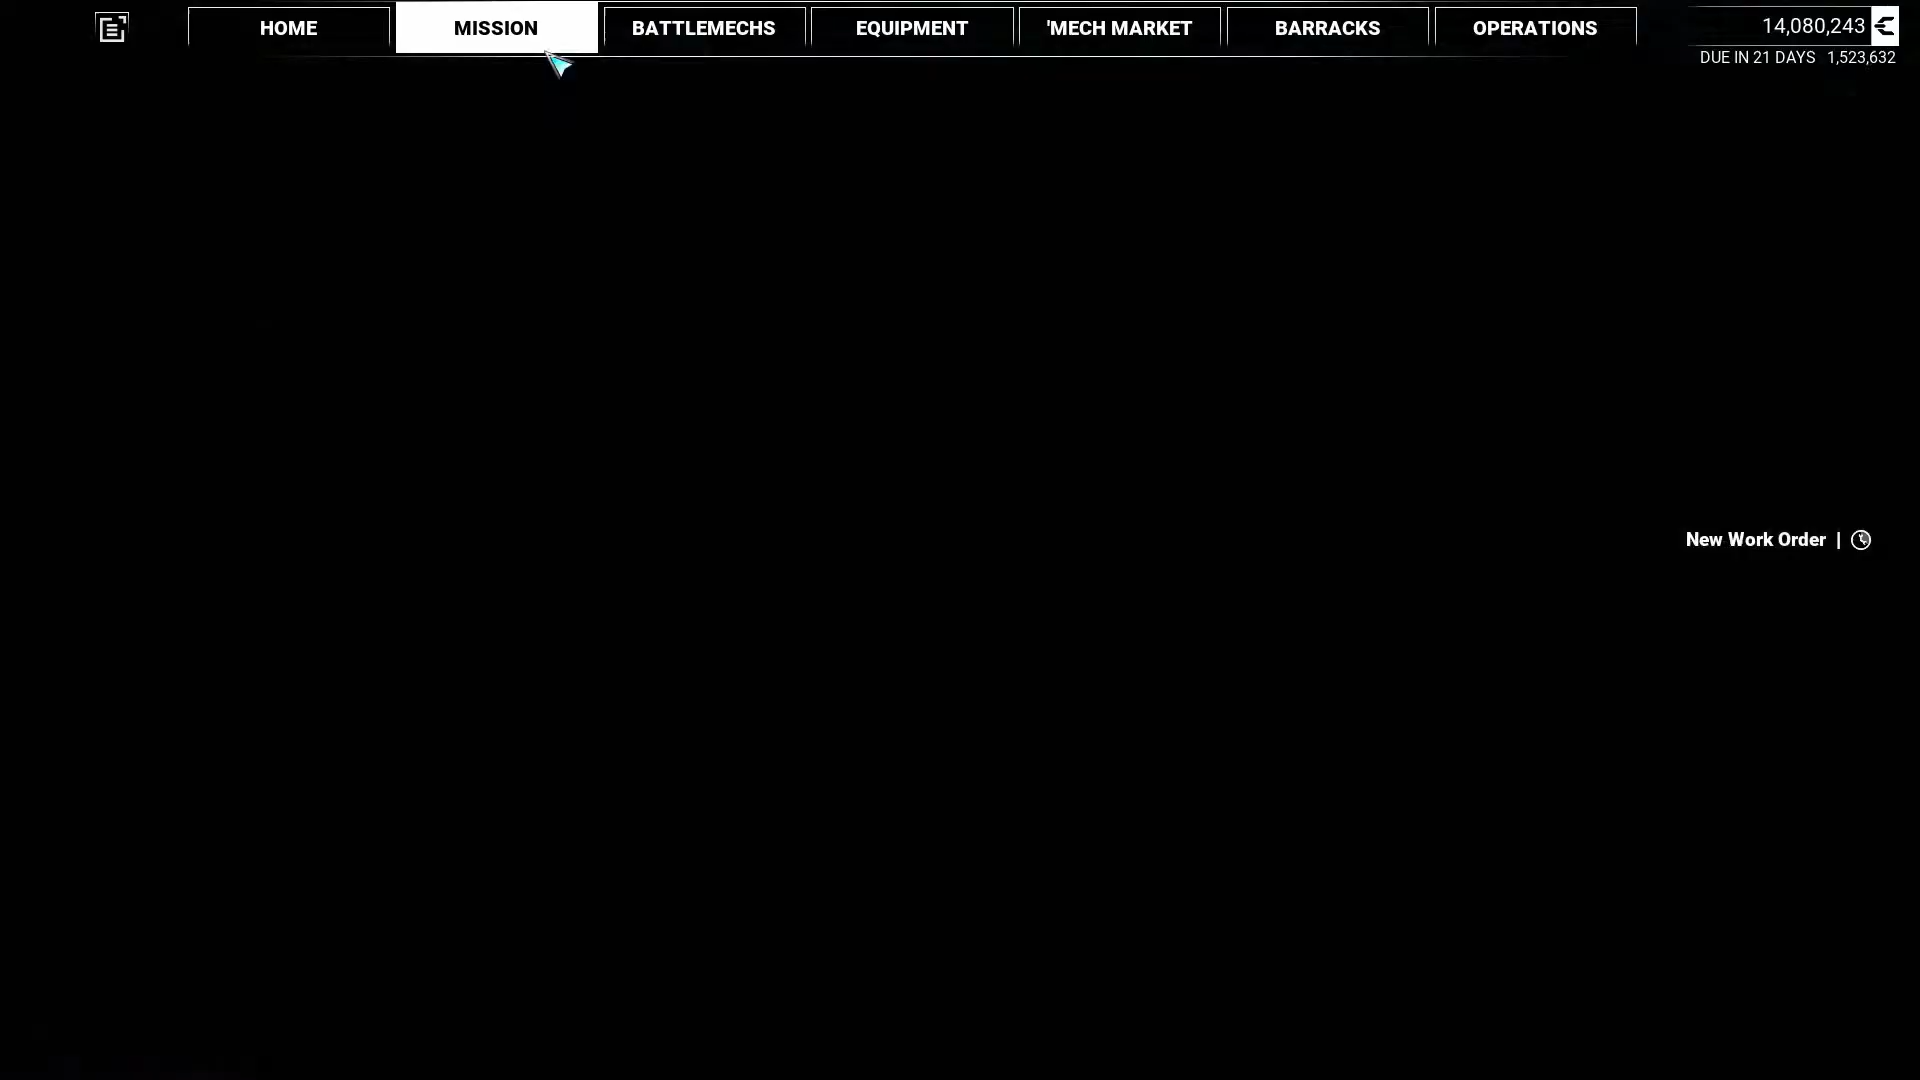 HOME
MISSION
BATTLEMECHS
EQUIPMENT
'MECH MARKET
BARRACKS
OPERATIONS
14,080,243
DUE IN 21 DAYS 1,523,632
New Work Order |